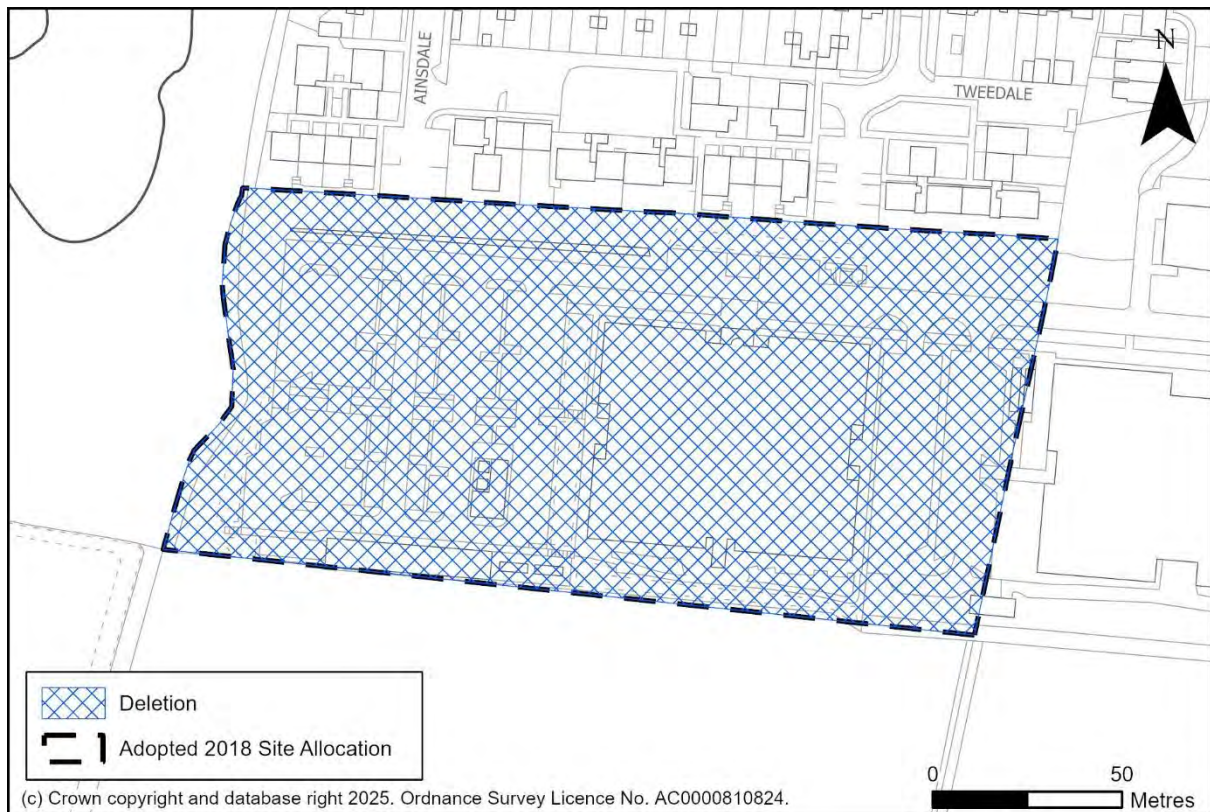 AINSDALE
TWEEDALE
N
Deletion
Adopted 2018 Site Allocation
0 50
Metres
(c) Crown copyright and database right 2025. Ordnance Survey Licence No. AC0000810824.